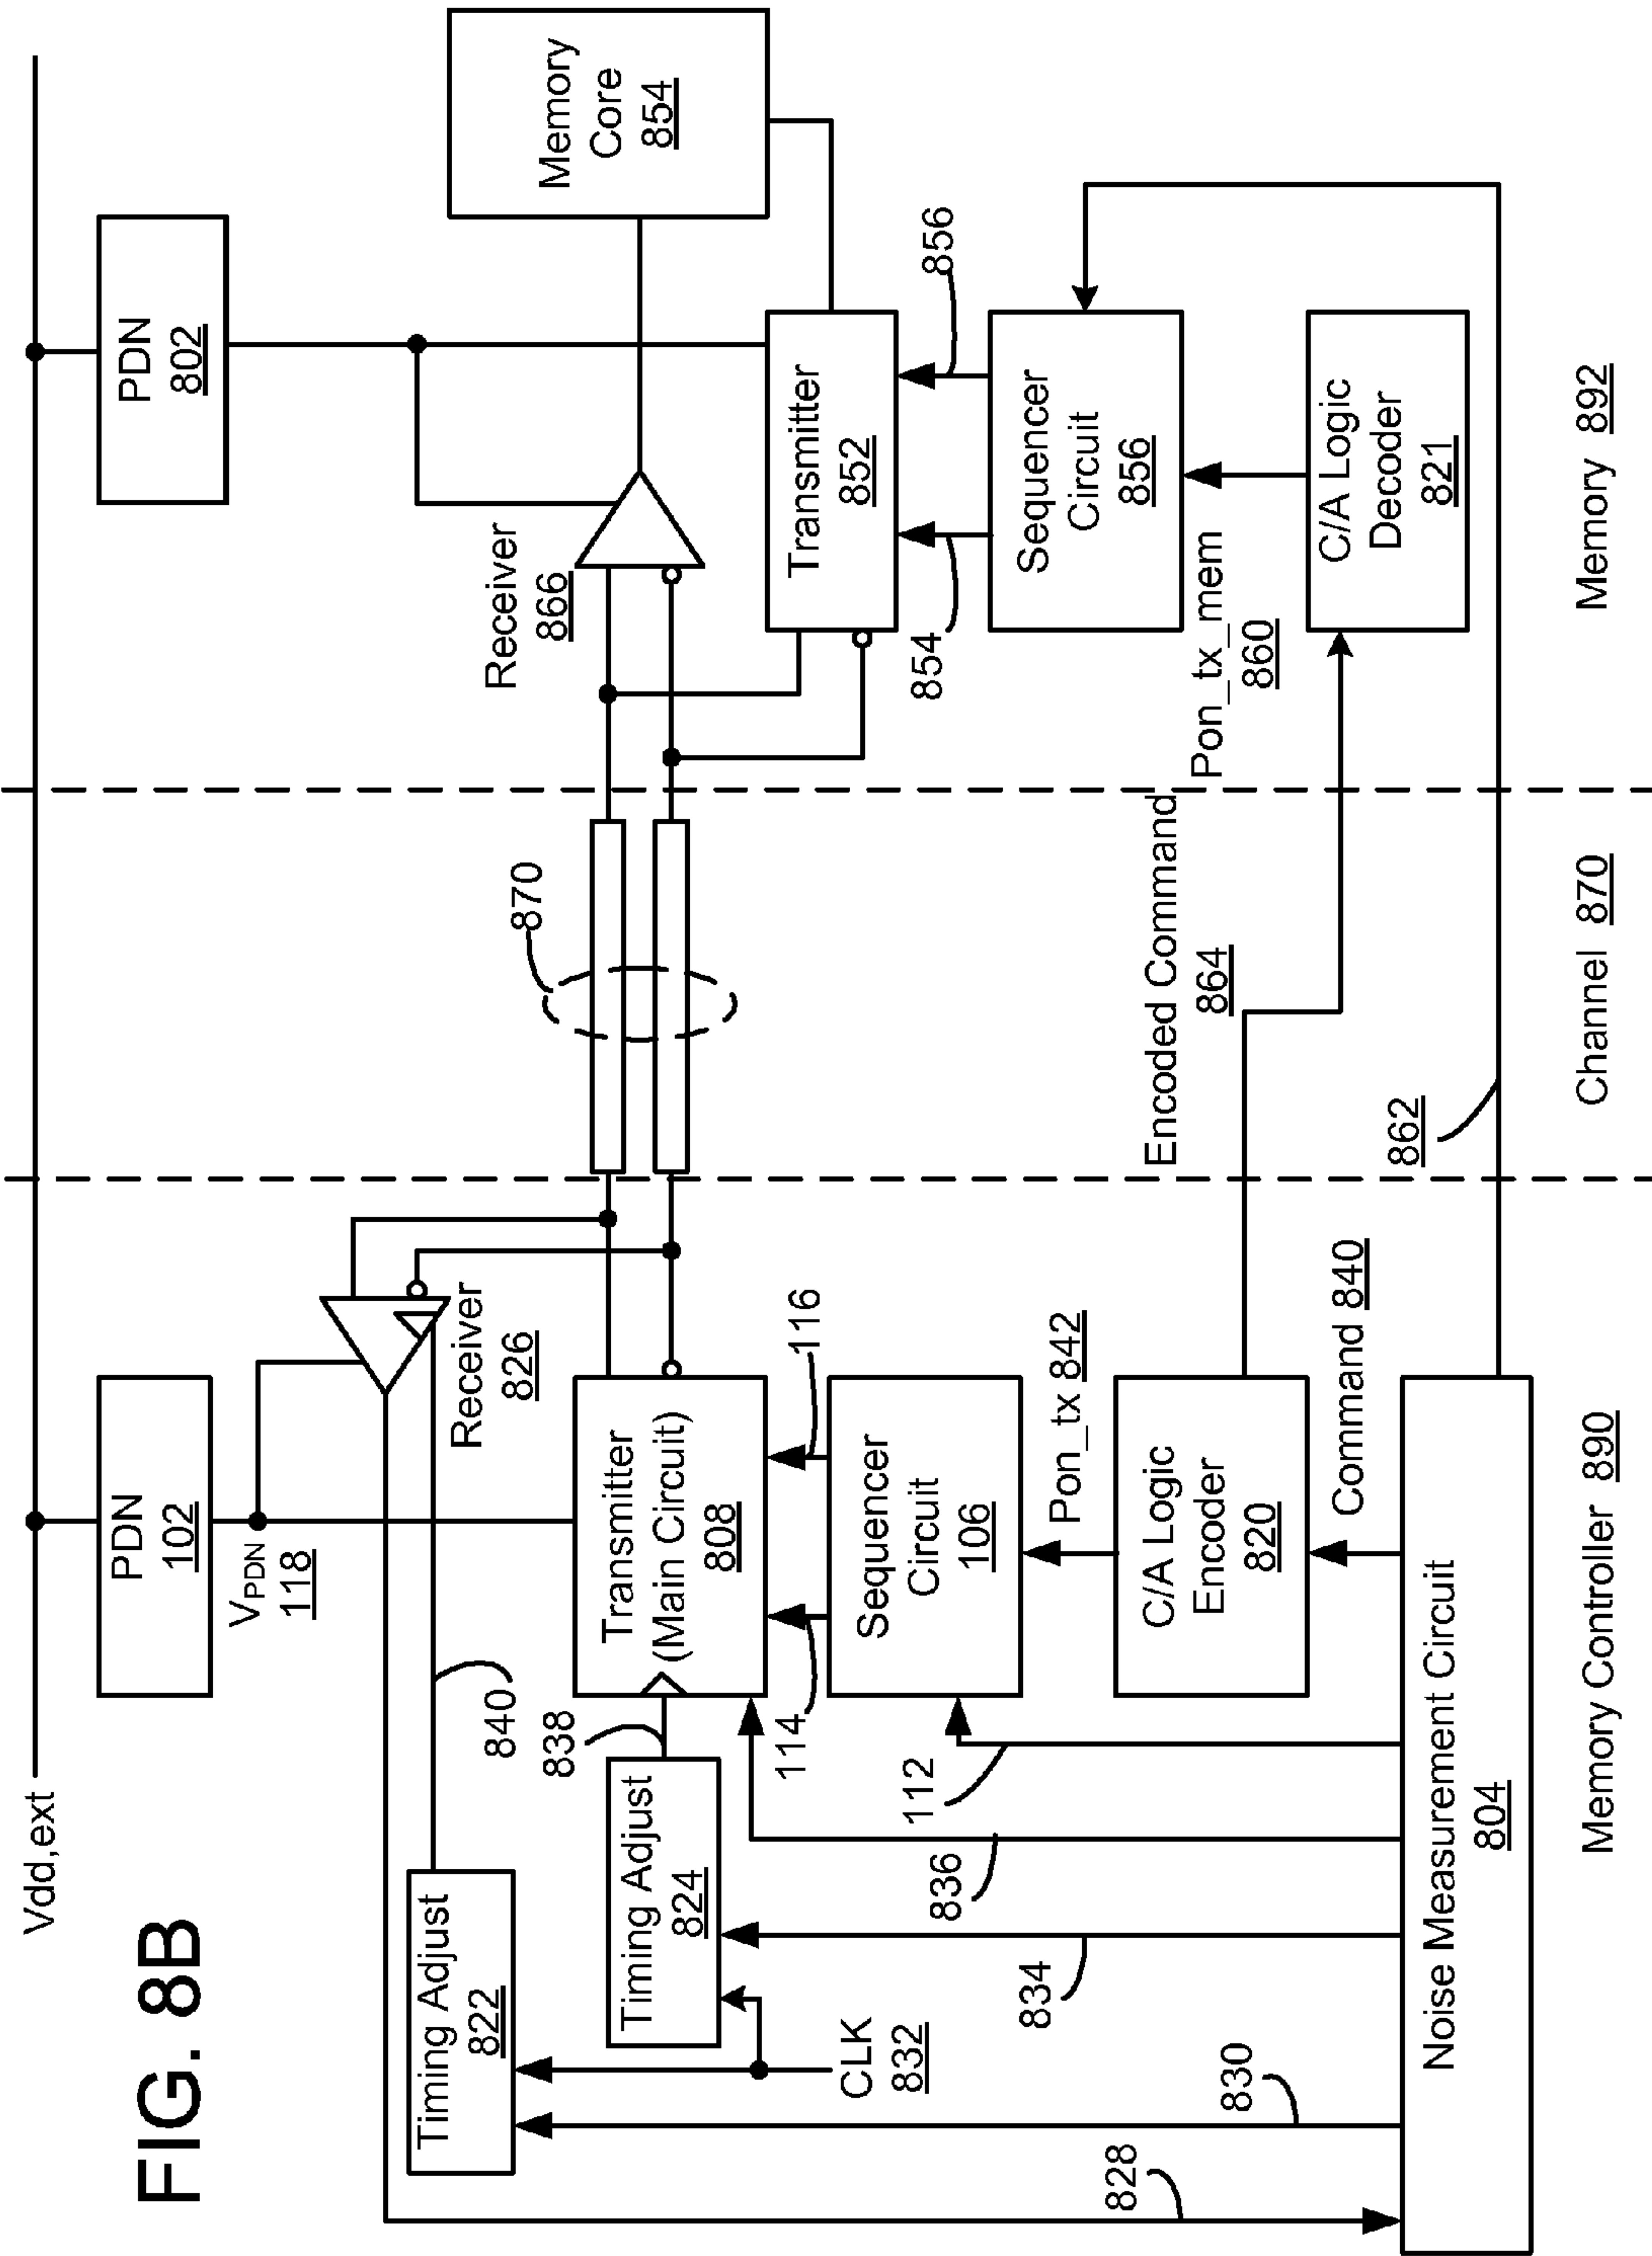 FIG. 8B
Vdd,ext
PDN
102
PDN
802
VPDN
118
Timing Adjust
822
840
Receiver
826
870
Receiver
866
Memory
Core
854
Timing Adjust
824
838
Transmitter
(Main Circuit)
808
Transmitter
852
CLK
832
114
116
854
856
Sequencer
Circuit
106
Sequencer
Circuit
856
112
836
834
830
828
Pon_tx 842
Pon_tx_mem
860
Encoded Command
864
C/A Logic
Encoder
820
C/A Logic
Decoder
821
Command 840
862
Noise Measurement Circuit
804
Memory Controller 890
Channel 870
Memory 892